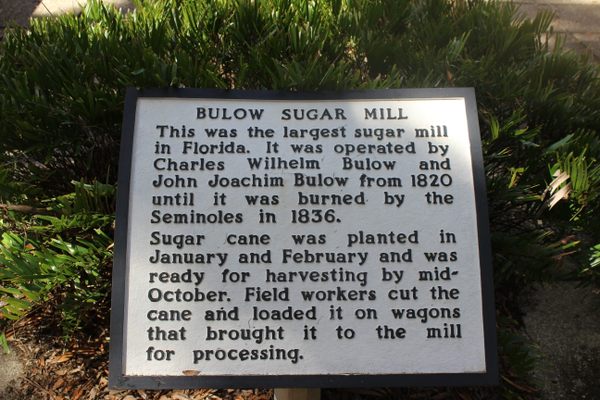 BULOW SUGAR MILL
This was the largest sugar mill
in Florida. It was operated by
Charles Wilhelm Bulow and
John Joachim Bulow from 1820
until it was burned by the
Seminoles in 1836.
Sugar cane was planted in
January and February and was
ready for harvesting by mid-
October. Field workers cut the
cane and loaded it on wagons
that brought it to the mill
for processing.